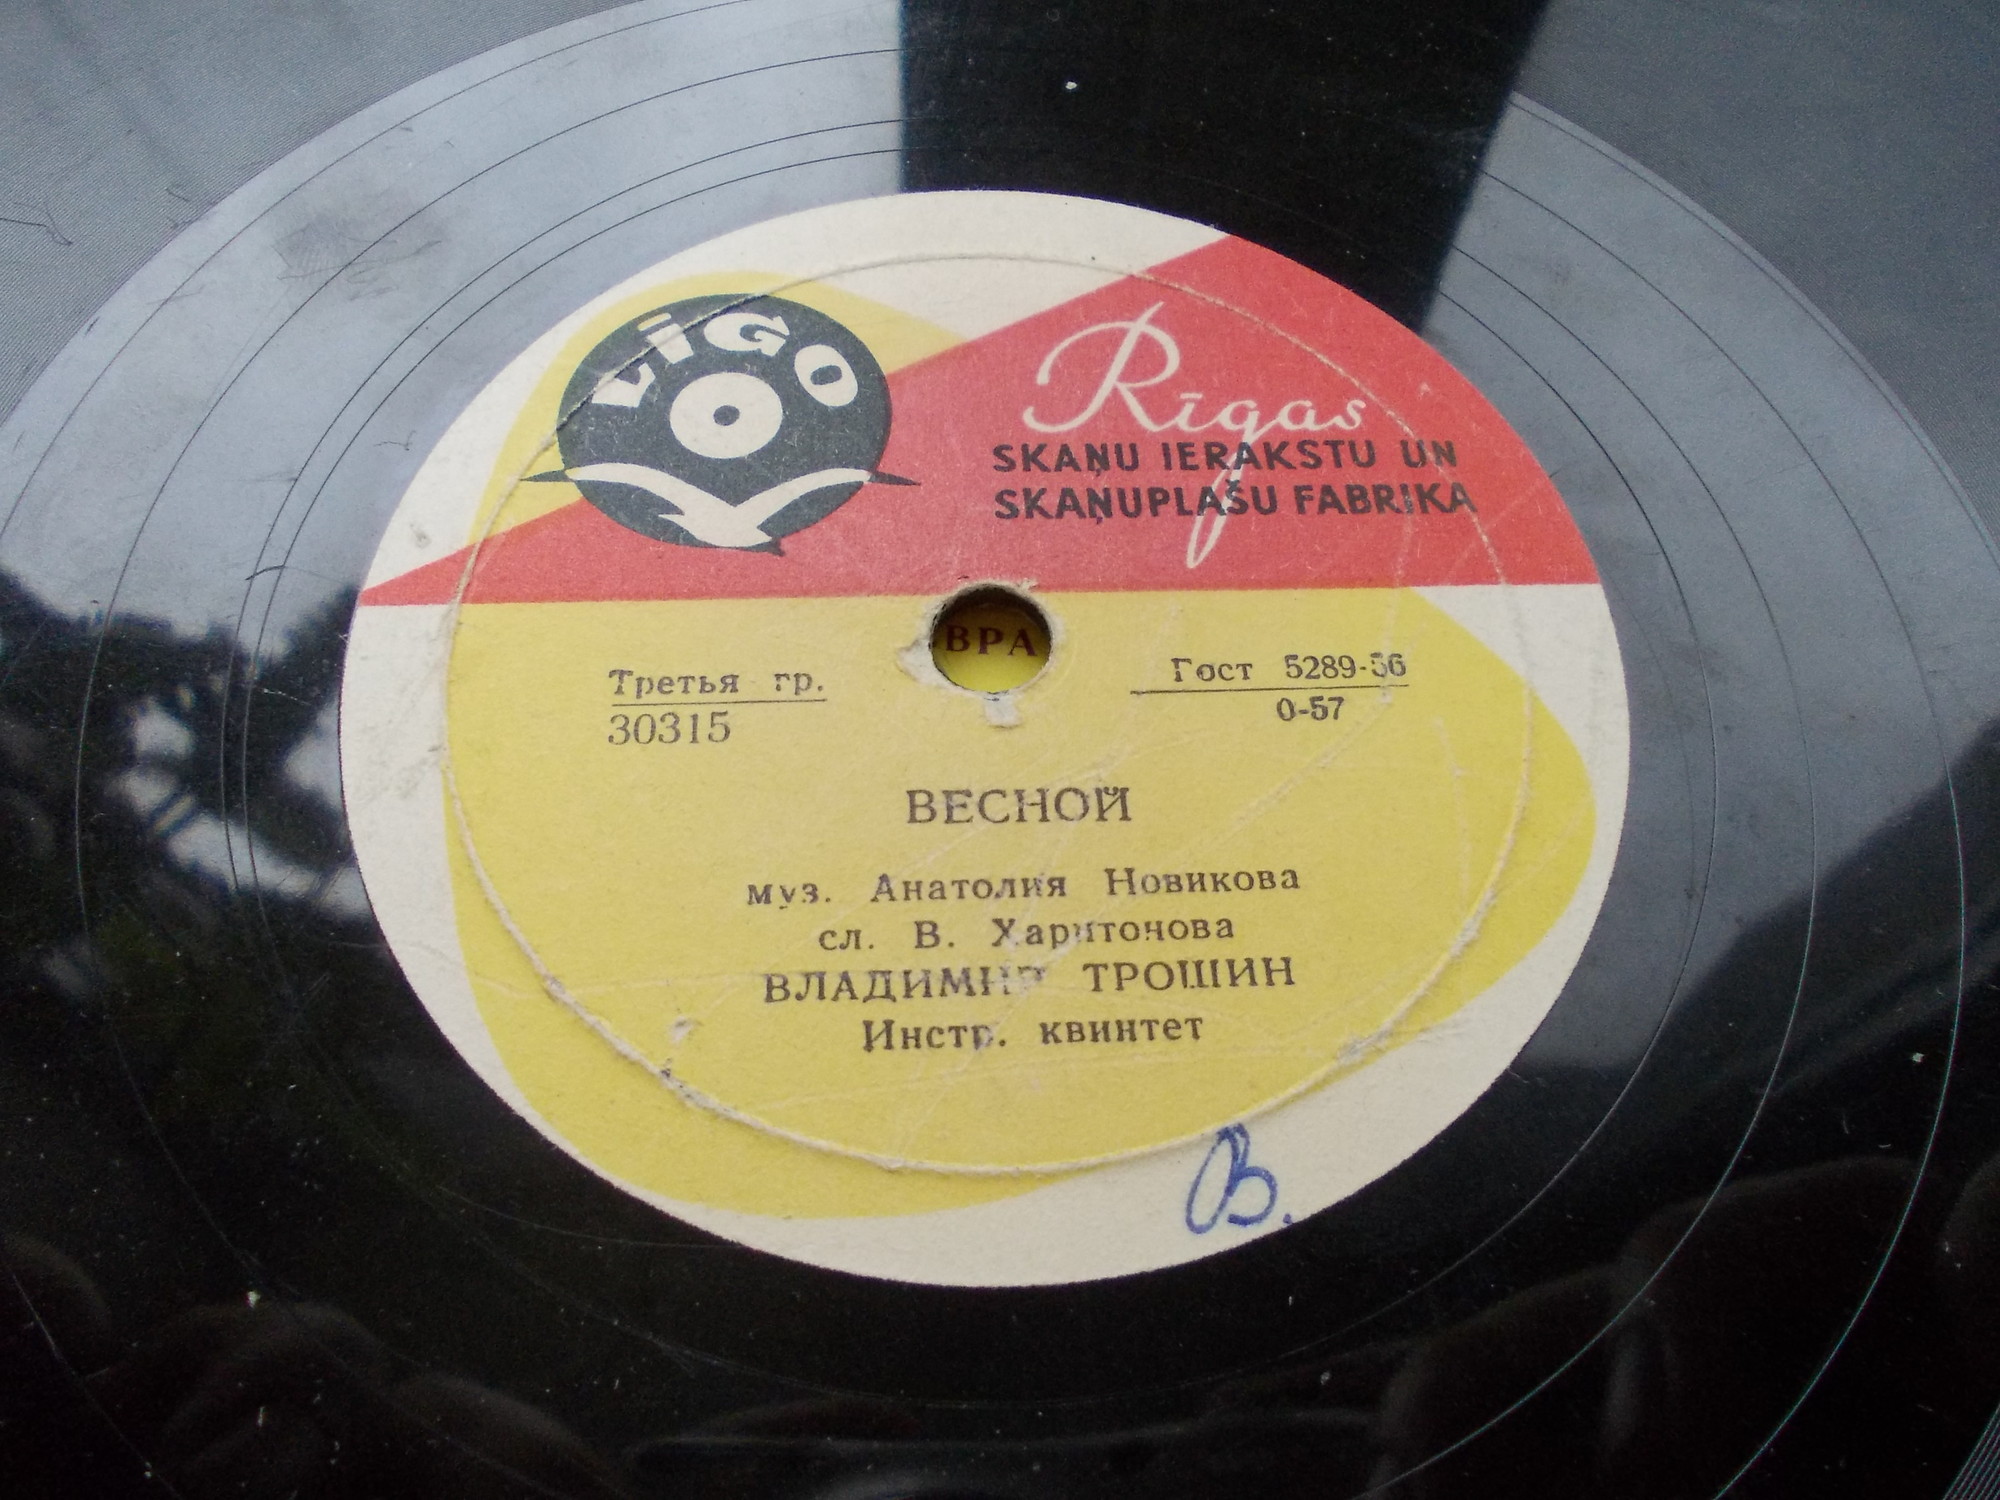 LĪGO
Rīgas
SKAŅU IERAKSTU UN
SKAŅUPLAŠU FABRIKA
ВРА
Третья гр.
30315
Гост 5289-56
0-57
ВЕСНОЙ
муз. Анатолия Новикова
сл. В. Харитонова
ВЛАДИМИР ТРОШИН
Инстр. квинтет
В.